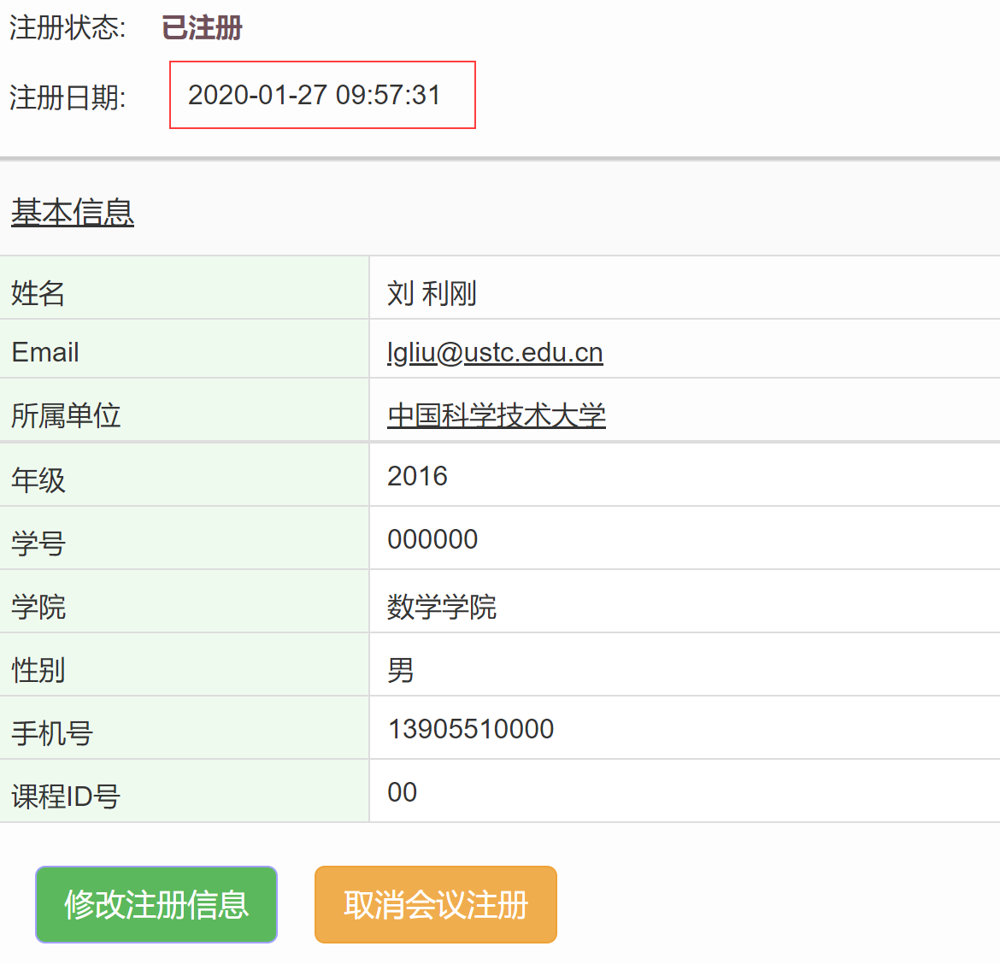 注册状态: 已注册
注册日期: 2020-01-27 09:57:31
基本信息
姓名 刘 利刚
Email lgliu@ustc.edu.cn
所属单位 中国科学技术大学
年级 2016
学号 000000
学院 数学学院
性别 男
手机号 13905510000
课程ID号 00
修改注册信息 取消会议注册